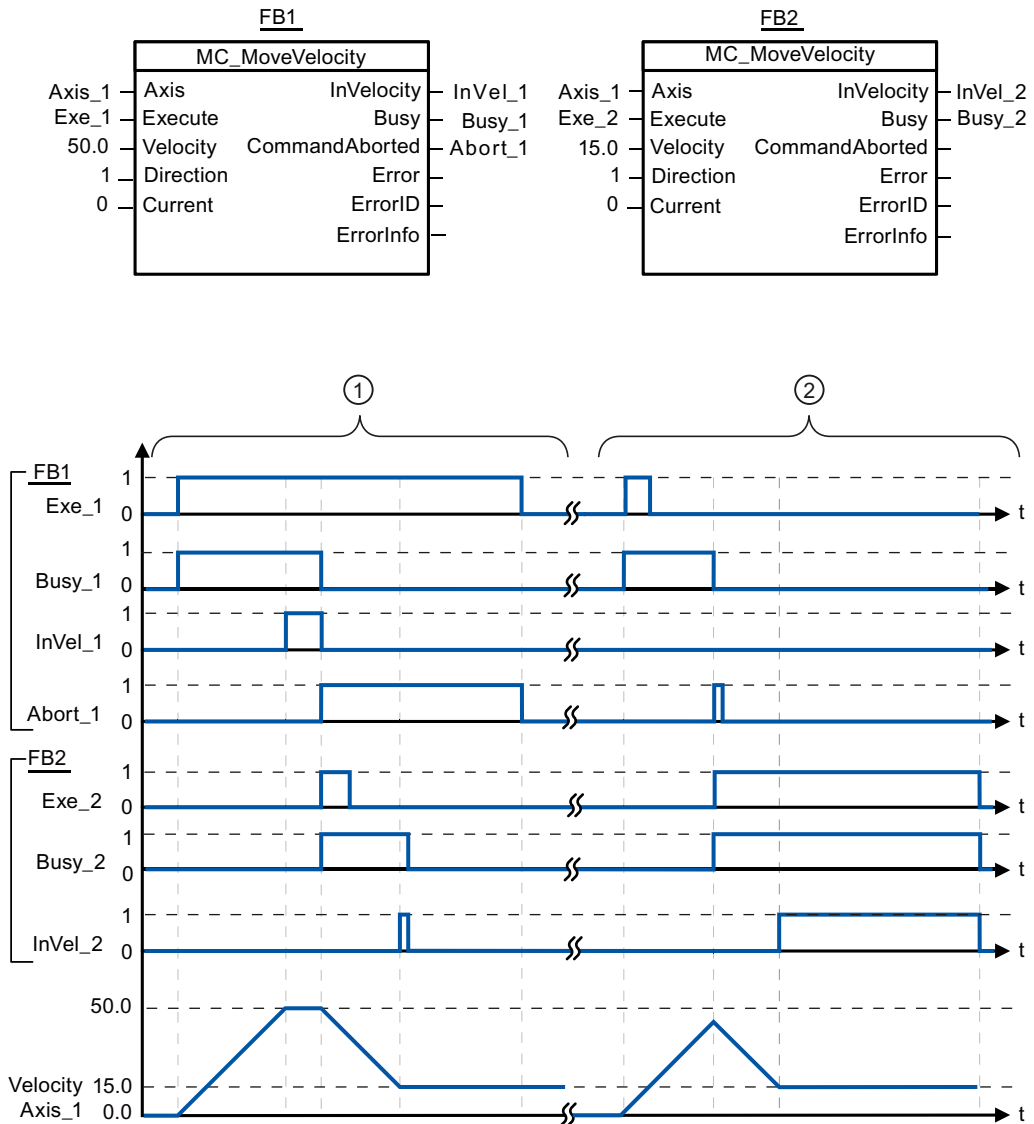 FB1
MC_MoveVelocity
Axis_1 Axis InVelocity InVel_1
Exe_1 Execute Busy Busy_1
50.0 Velocity CommandAborted Abort_1
1 Direction Error
0 Current ErrorID
ErrorInfo
FB2
MC_MoveVelocity
Axis_1 Axis InVelocity InVel_2
Exe_2 Execute Busy Busy_2
15.0 Velocity CommandAborted
1 Direction Error
0 Current ErrorID
ErrorInfo
1 2
FB1
1
Exe_1 0 t
1
Busy_1 0 t
1
InVel_1 0 t
1
Abort_1 0 t
FB2
1
Exe_2 0 t
1
Busy_2 0 t
1
InVel_2 0 t
50.0
Velocity 15.0
Axis_1 0.0 t